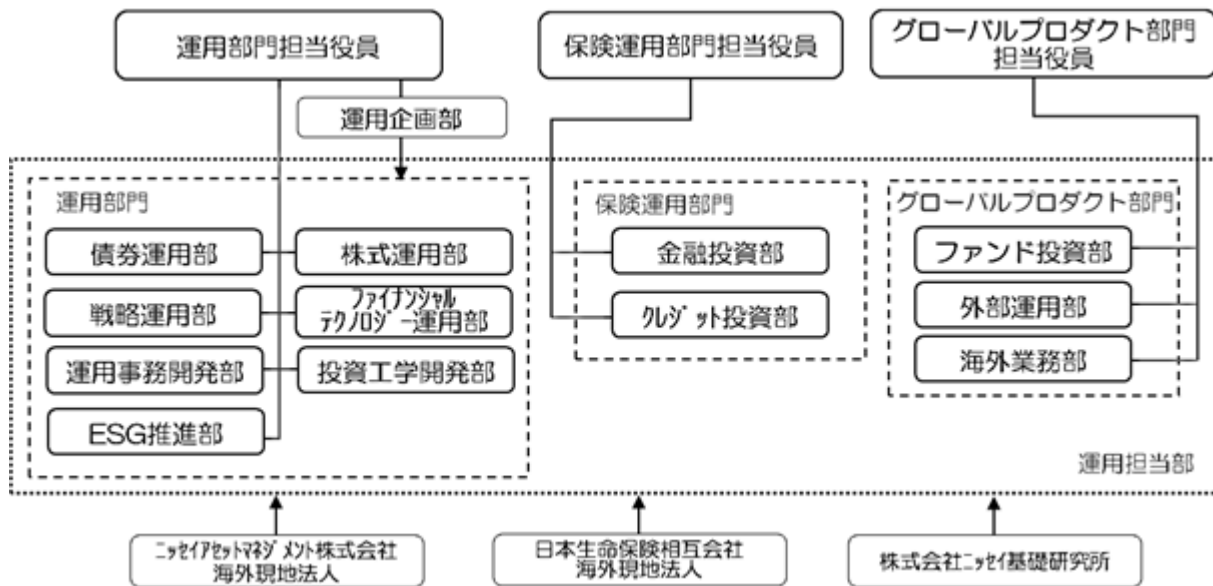 運用部門担当役員
保険運用部門担当役員
グローバルプロダクト部門
担当役員
運用企画部
運用部門
債券運用部
株式運用部
戦略運用部
ﾌｧｲﾅﾝｼｬﾙ
ﾃｸﾉﾛｼﾞｰ運用部
運用事務開発部
投資工学開発部
ESG推進部
保険運用部門
金融投資部
ｸﾚｼﾞｯﾄ投資部
グローバルプロダクト部門
ファンド投資部
外部運用部
海外業務部
運用担当部
ﾆｯｾｲｱｾｯﾄﾏﾈｼﾞﾒﾝﾄ株式会社
海外現地法人
日本生命保険相互会社
海外現地法人
株式会社ﾆｯｾｲ基礎研究所